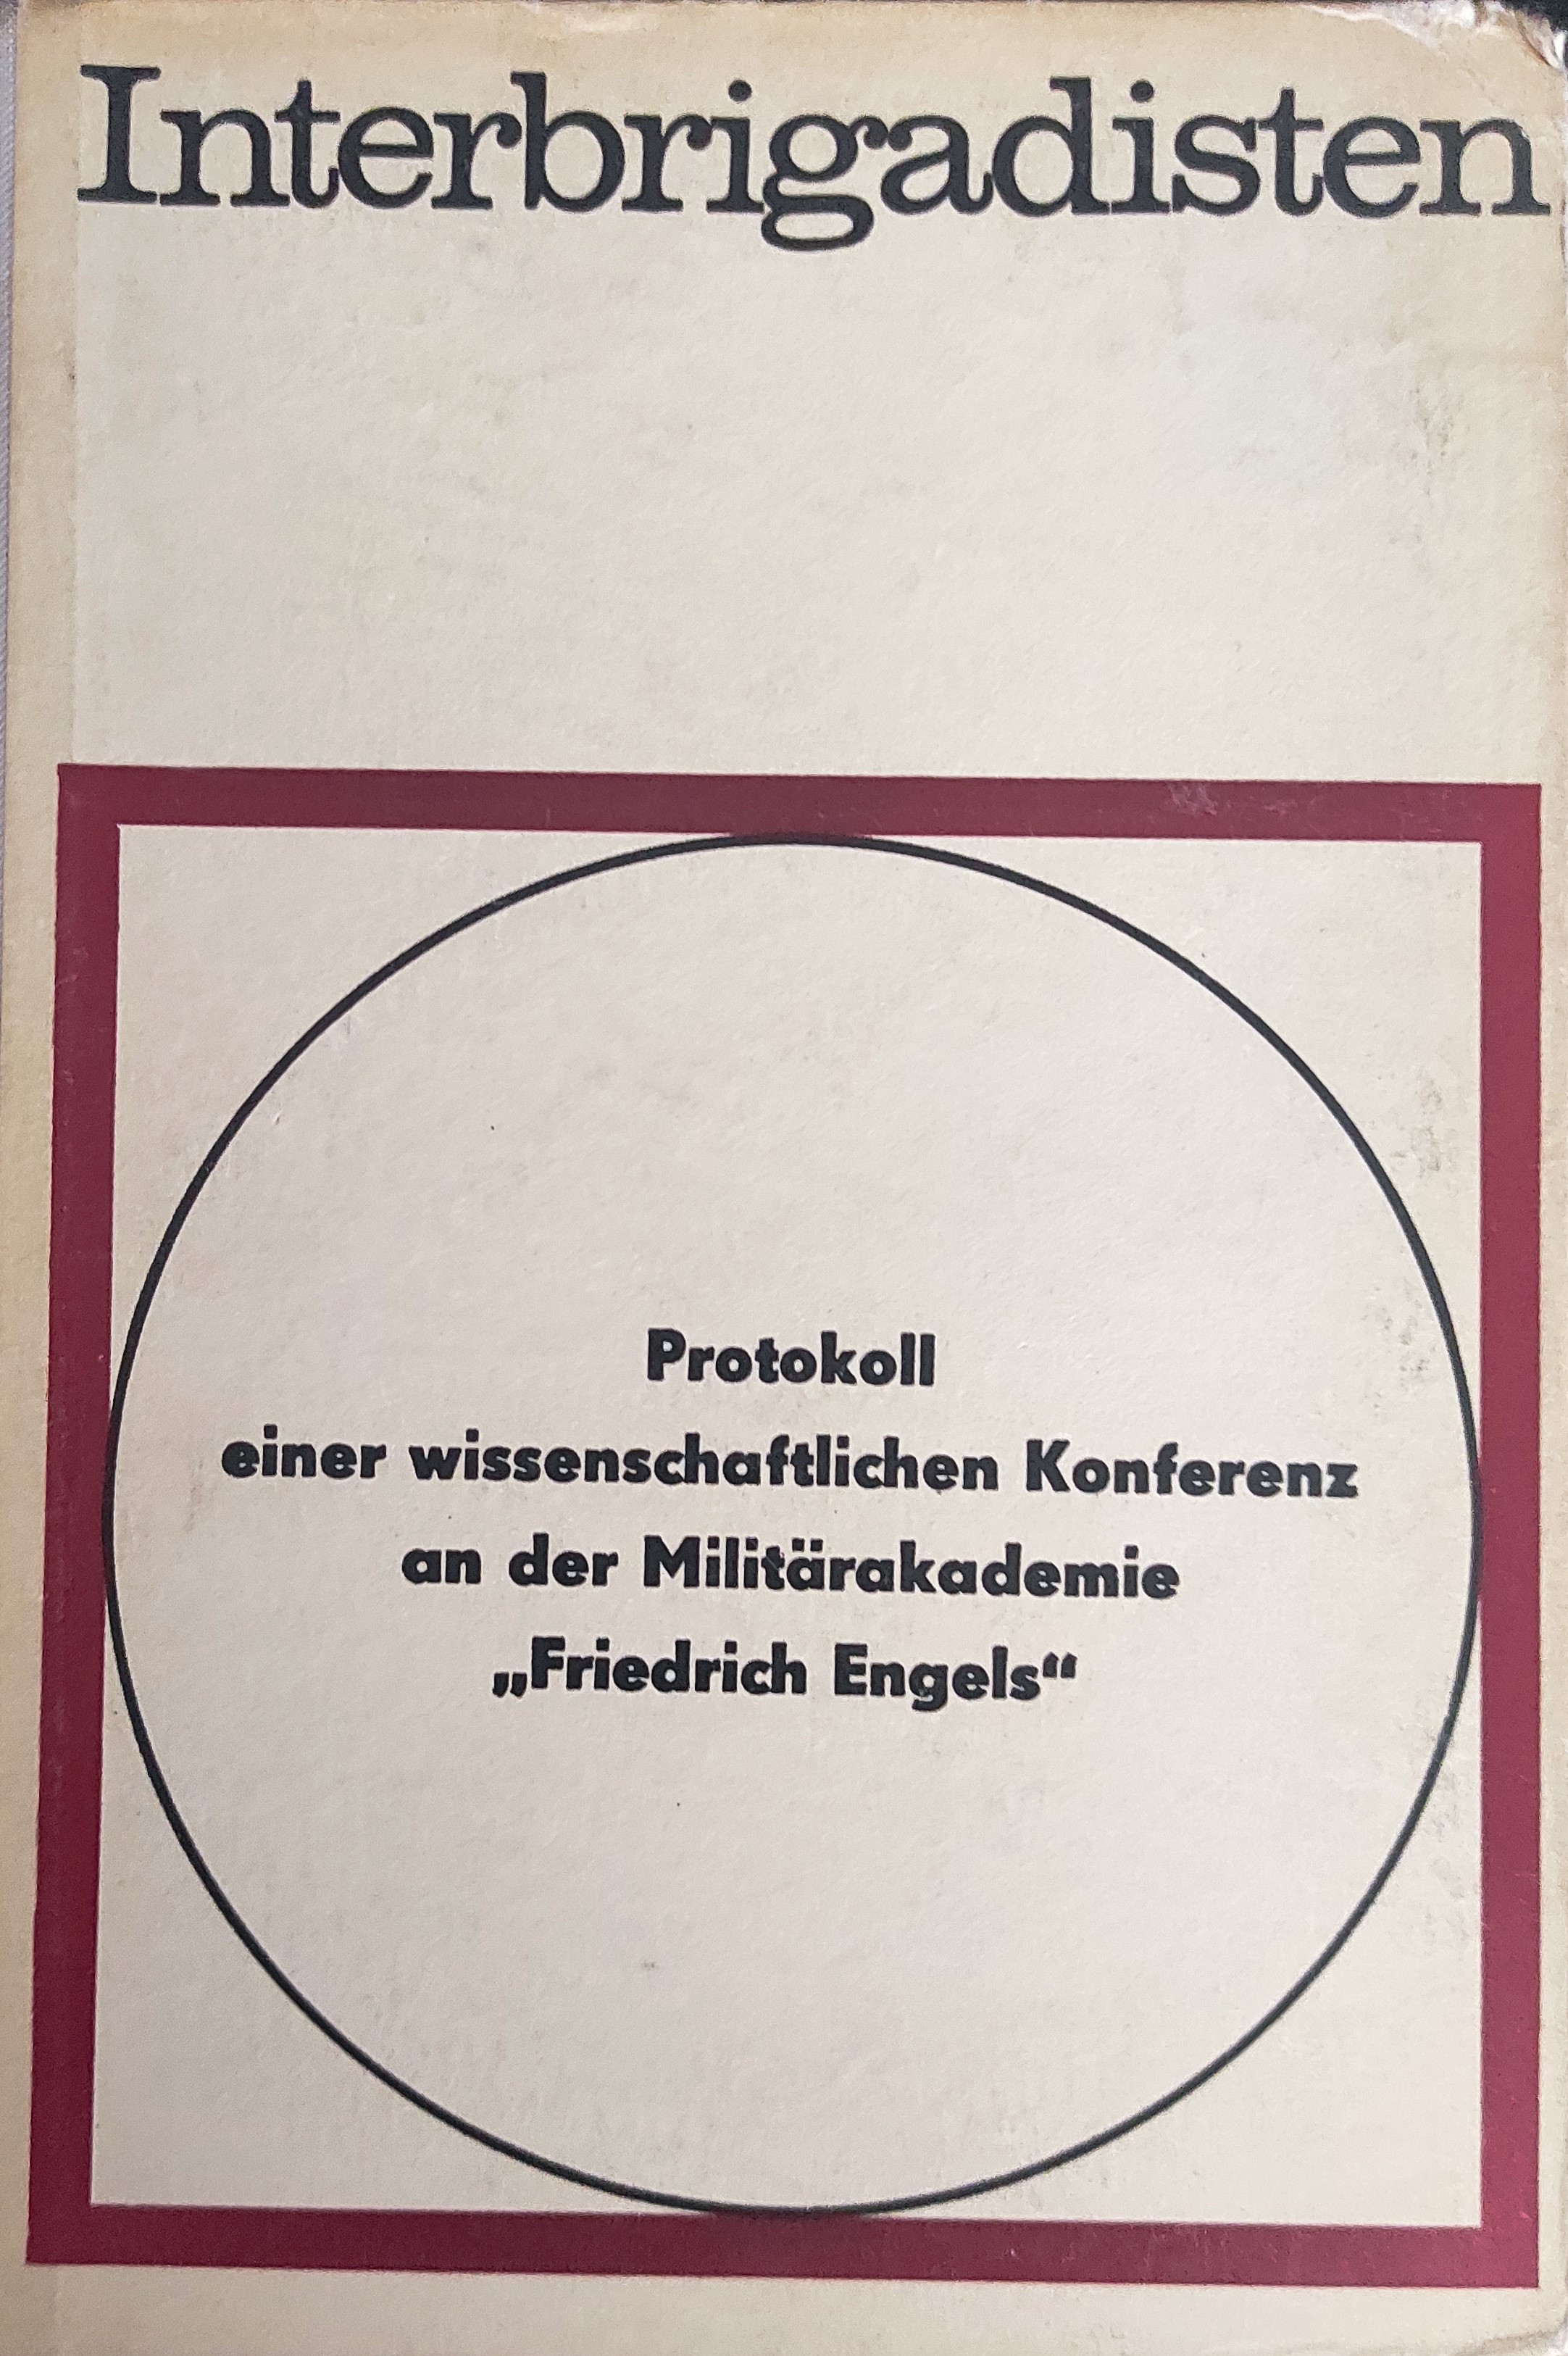 Interbrigadisten
Protokoll
einer wissenschaftlichen Konferenz
an der Militärakademie
„Friedrich Engels“